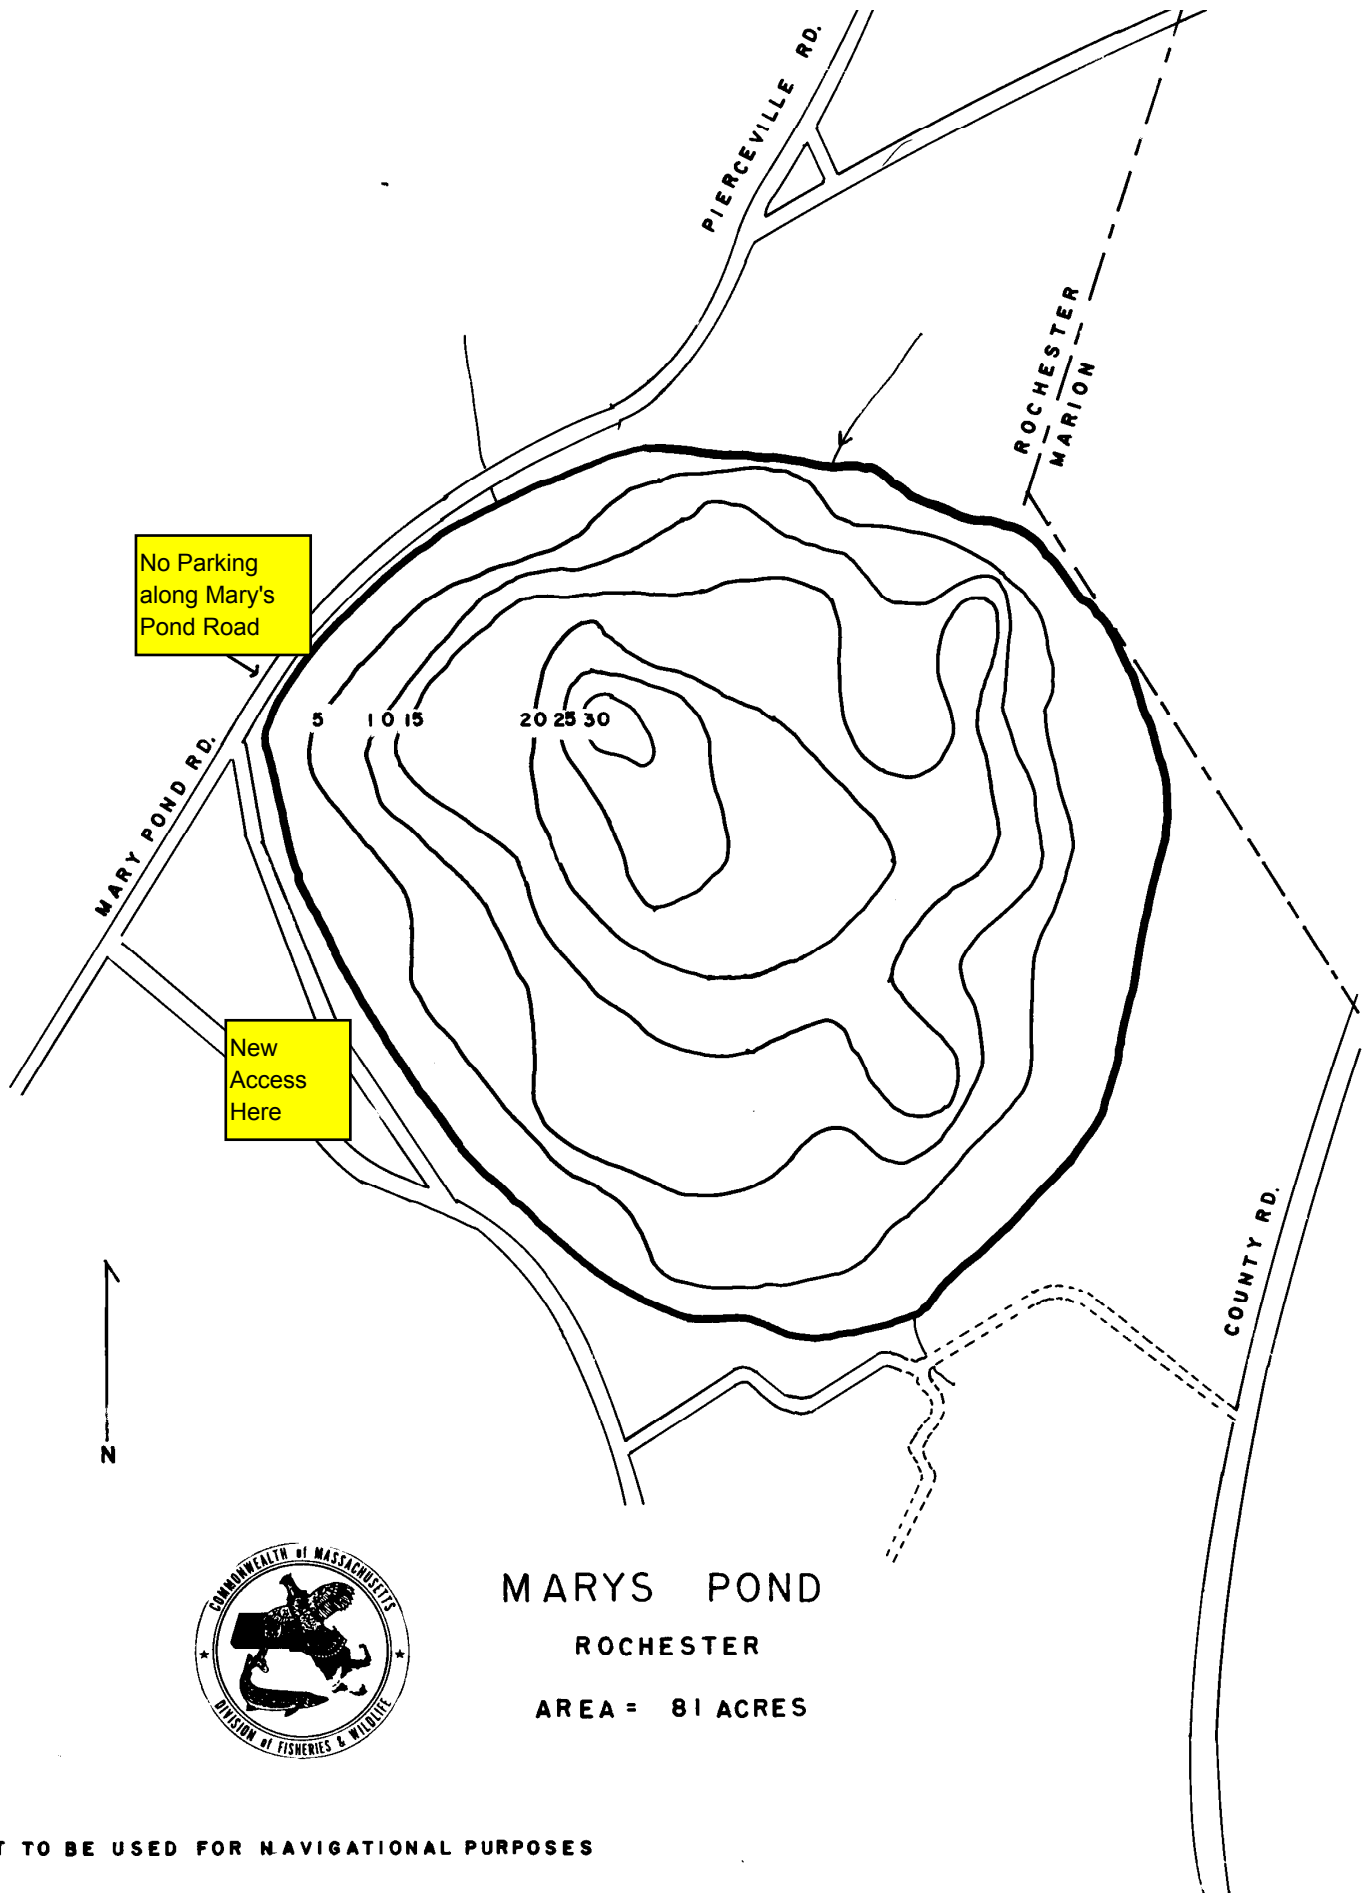 PIERCEVILLE RD.
ROCHESTER
MARION
No Parking
along Mary's
Pond Road
5 10 15 20 25 30
MARY POND RD.
New
Access
Here
COUNTY RD.
N
COMMONWEALTH of MASSACHUSETTS
DIVISION of FISHERIES & WILDLIFE
MARYS POND
ROCHESTER
AREA = 81 ACRES
T TO BE USED FOR NAVIGATIONAL PURPOSES